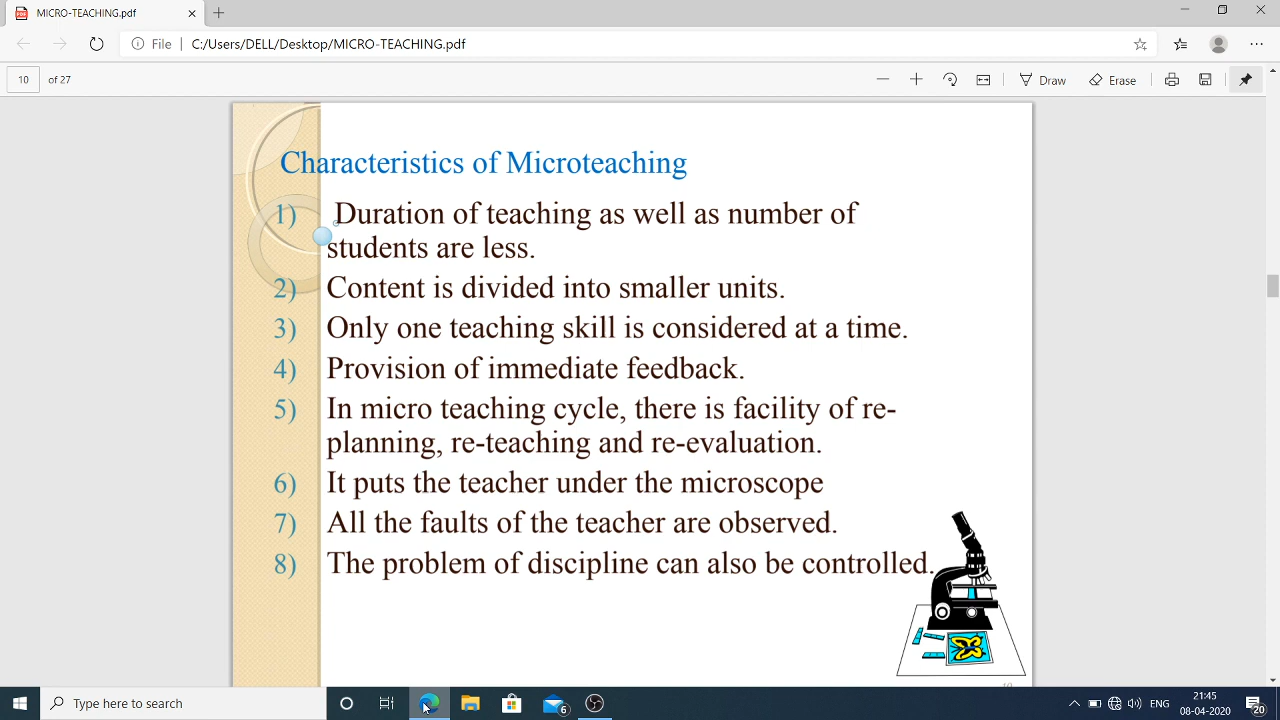 MICRO-TEACHING.pdf
File
C:/Users/DELL/Desktop/MICRO-TEACHING.pdf
10 of 27
Draw
Erase
Characteristics of Microteaching
1) Duration of teaching as well as number of
students are less.
2) Content is divided into smaller units.
3) Only one teaching skill is considered at a time.
4) Provision of immediate feedback.
5) In micro teaching cycle, there is facility of re-
planning, re-teaching and re-evaluation.
6) It puts the teacher under the microscope
7) All the faults of the teacher are observed.
8) The problem of discipline can also be controlled.
Type here to search
6
ENG
21:45
08-04-2020
20